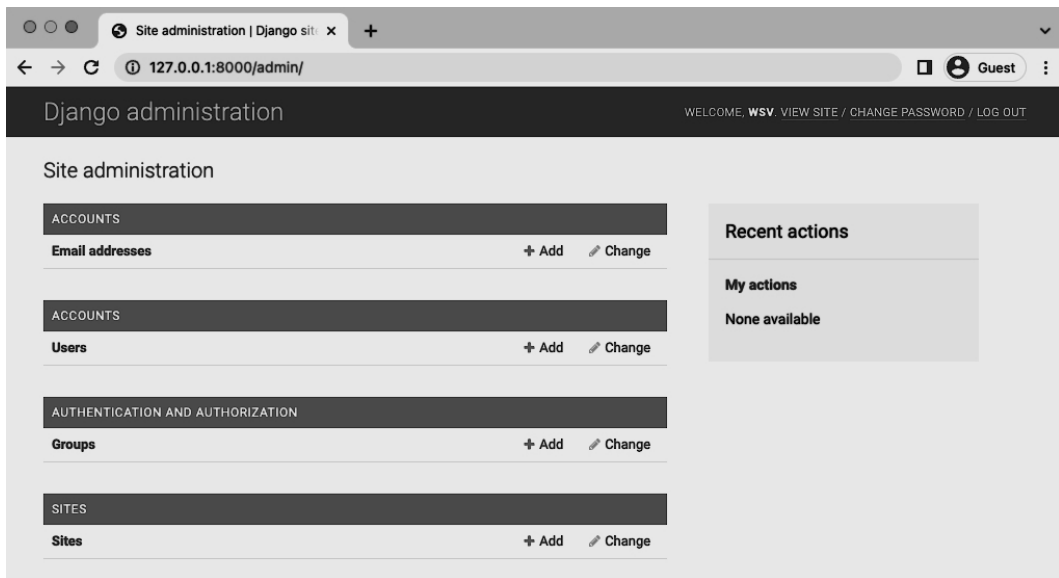 Site administration | Django sit
127.0.0.1:8000/admin/
Guest
Django administration
WELCOME, WSV. VIEW SITE / CHANGE PASSWORD / LOG OUT
Site administration
ACCOUNTS
Email addresses + Add Change
ACCOUNTS
Users + Add Change
AUTHENTICATION AND AUTHORIZATION
Groups + Add Change
SITES
Sites + Add Change
Recent actions
My actions
None available